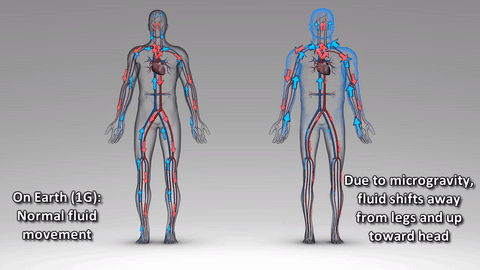 On Earth (1G):
Normal fluid
movement
Due to microgravity,
fluid shifts away
from legs and up
toward head